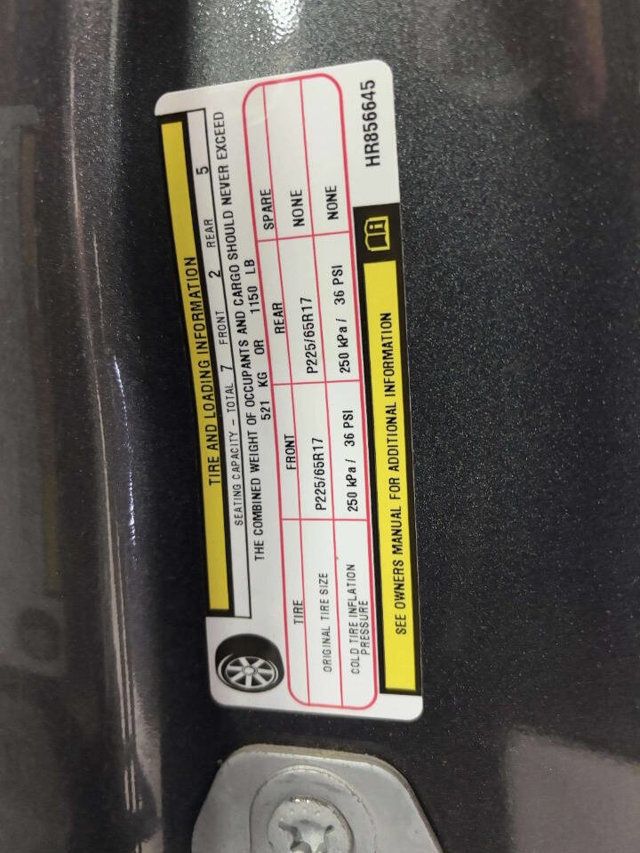 TIRE AND LOADING INFORMATION
SEATING CAPACITY - TOTAL 7 FRONT 2 REAR 5
THE COMBINED WEIGHT OF OCCUPANTS AND CARGO SHOULD NEVER EXCEED
521 KG OR 1150 LB
TIRE FRONT REAR SPARE
ORIGINAL TIRE SIZE P225/65R17 P225/65R17 NONE
COLD TIRE INFLATION PRESSURE 250 kPa / 36 PSI 250 kPa / 36 PSI NONE
SEE OWNERS MANUAL FOR ADDITIONAL INFORMATION
HR856645